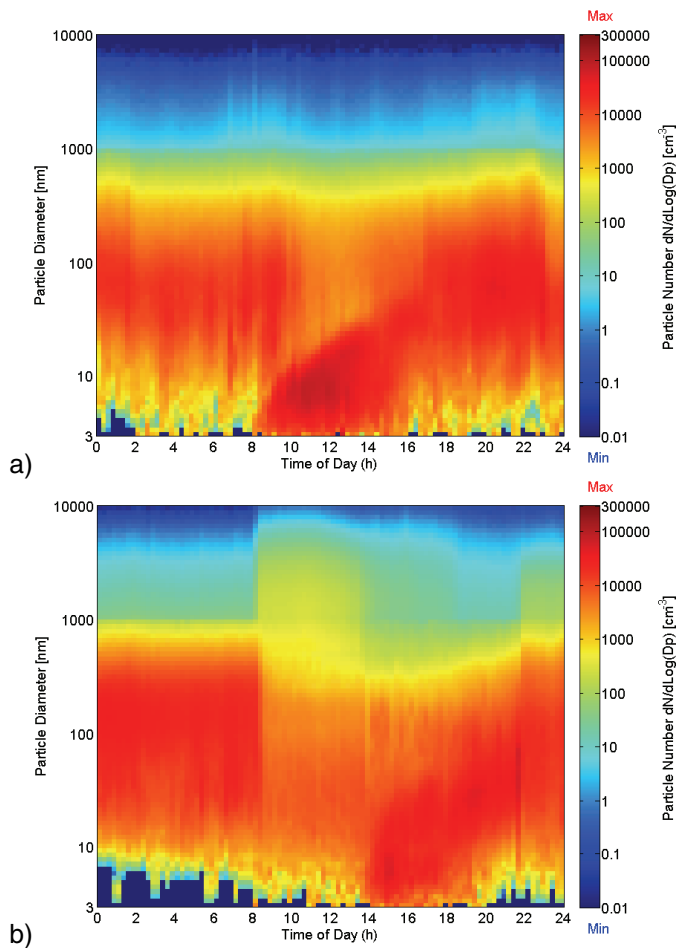 Max
10000
1000
100
10
3
Particle Diameter [nm]
0 2 4 6 8 10 12 14 16 18 20 22 24
Time of Day (h)
300000
100000
10000
1000
100
10
1
0.1
0.01
Particle Number dN/dLog(Dp) [cm-3]
Min
a)
Max
10000
1000
100
10
3
Particle Diameter [nm]
0 2 4 6 8 10 12 14 16 18 20 22 24
Time of Day (h)
300000
100000
10000
1000
100
10
1
0.1
0.01
Particle Number dN/dLog(Dp) [cm-3]
Min
b)